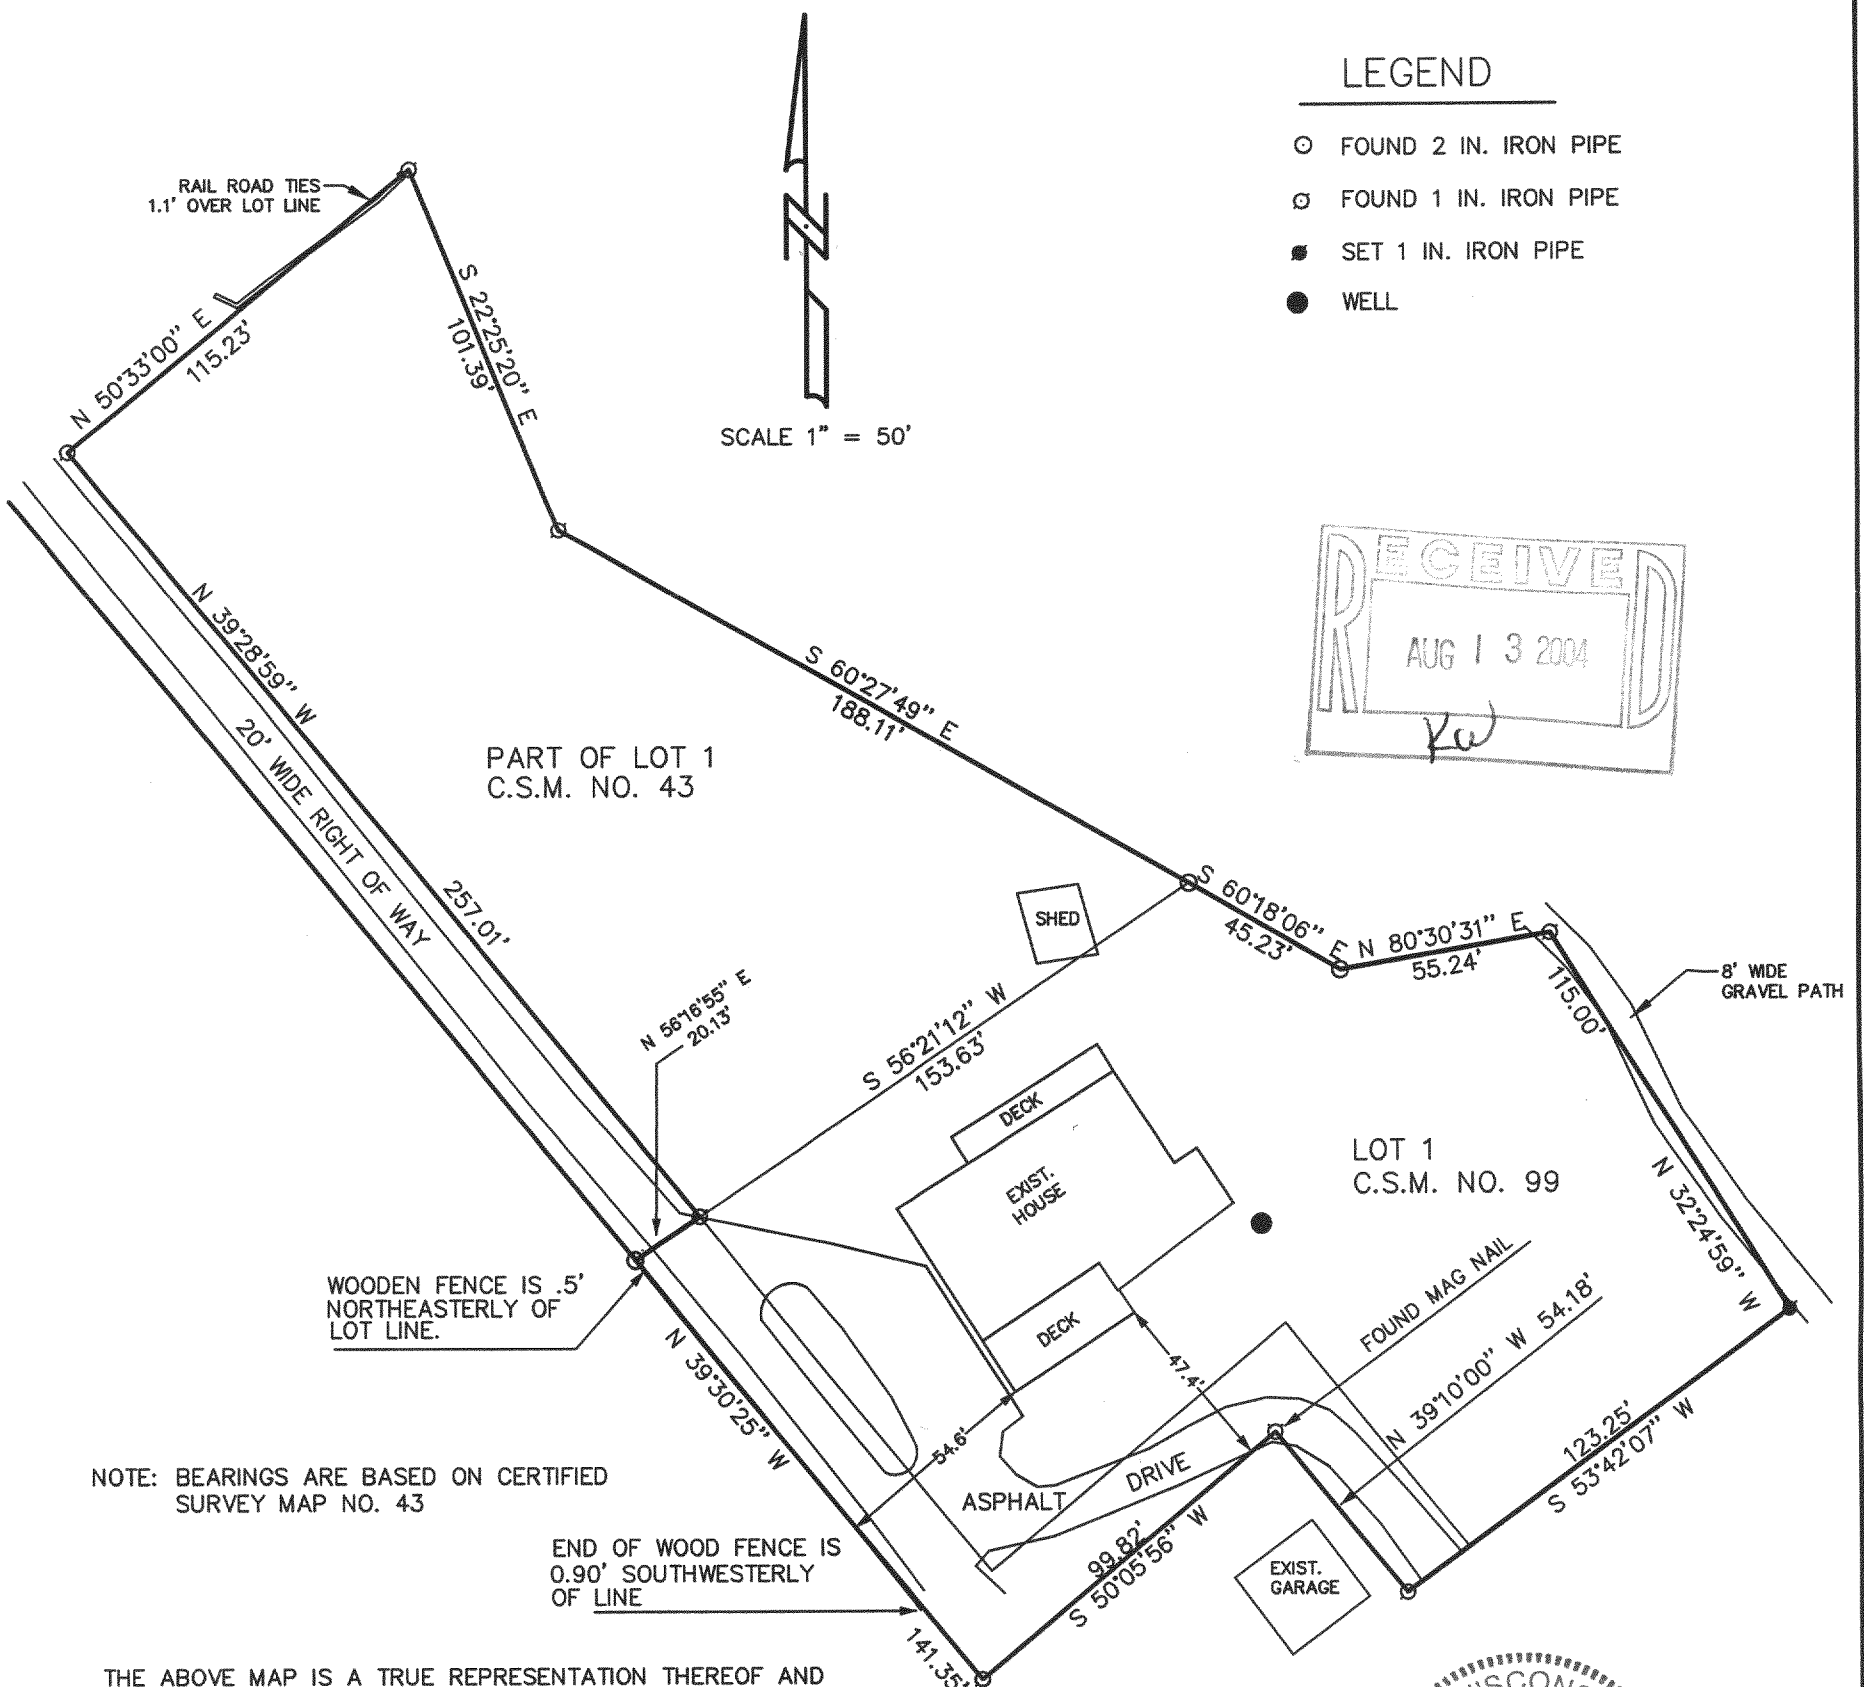 LEGEND
FOUND 2 IN. IRON PIPE
FOUND 1 IN. IRON PIPE
SET 1 IN. IRON PIPE
WELL
RAIL ROAD TIES
1.1' OVER LOT LINE
N 50°33'00" E
115.23'
S 22°25'20" E
101.39'
N
SCALE 1" = 50'
RECEIVED
AUG 13 2004
N 39°28'59" W
257.01'
20' WIDE RIGHT OF WAY
S 60°27'49" E
188.11'
PART OF LOT 1
C.S.M. NO. 43
SHED
S 60°18'06" E
45.23'
N 80°30'31" E
55.24'
115.00'
N 32°24'59" W
8' WIDE
GRAVEL PATH
N 56°16'55" E
20.13'
S 56°21'12" W
153.63'
DECK
EXIST.
HOUSE
LOT 1
C.S.M. NO. 99
WOODEN FENCE IS .5'
NORTHEASTERLY OF
LOT LINE.
DECK
47.4'
FOUND MAG NAIL
N 39°10'00" W 54.18'
N 39°30'25" W
141.35'
54.6'
ASPHALT DRIVE
123.25'
S 53°42'07" W
NOTE: BEARINGS ARE BASED ON CERTIFIED
SURVEY MAP NO. 43
END OF WOOD FENCE IS
0.90' SOUTHWESTERLY
OF LINE
99.82'
S 50°05'56" W
EXIST.
GARAGE
THE ABOVE MAP IS A TRUE REPRESENTATION THEREOF AND